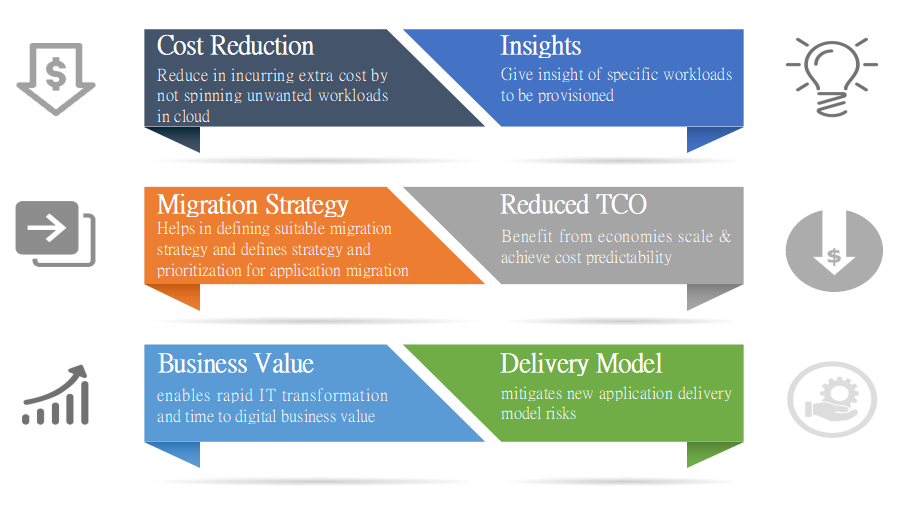 Cost Reduction
Reduce in incurring extra cost by
not spinning unwanted workloads
in cloud
Insights
Give insight of specific workloads
to be provisioned
Migration Strategy
Helps in defining suitable migration
strategy and defines strategy and
prioritization for application migration
Reduced TCO
Benefit from economies scale &
achieve cost predictability
Business Value
enables rapid IT transformation
and time to digital business value
Delivery Model
mitigates new application delivery
model risks
$
$